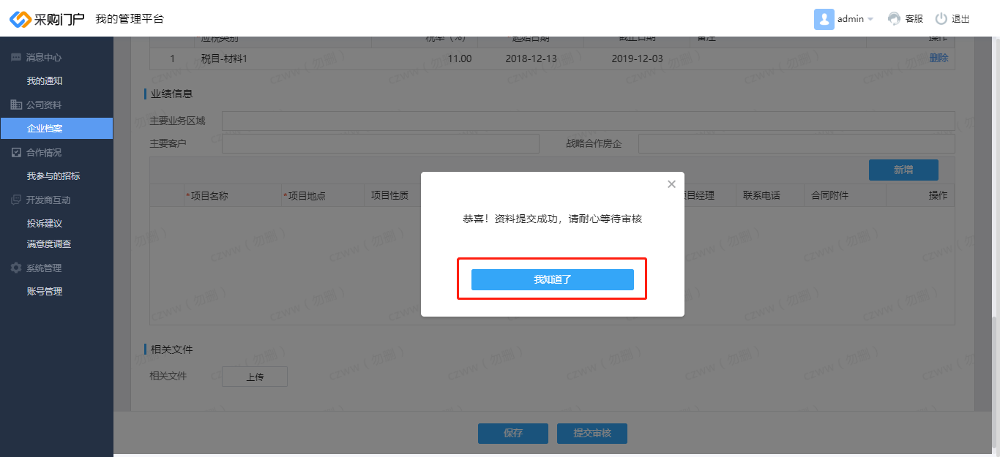 采购门户 我的管理平台 admin 客服 退出
消息中心
我的通知
公司资料
企业档案
合作情况
我参与的招标
开发商互动
投诉建议
满意度调查
系统管理
账号管理
应税类别 税率（%） *起始日期 截止日期 备注 操作
1 税目-材料1 11.00 2018-12-13 2019-12-03 删除
业绩信息
主要业务区域
主要客户 战略合作房企
新增
*项目名称 *项目地点 项目性质 项目经理 联系电话 合同附件 操作
恭喜！资料提交成功，请耐心等待审核
我知道了
相关文件
相关文件 上传
保存 提交审核
czww（勿删）